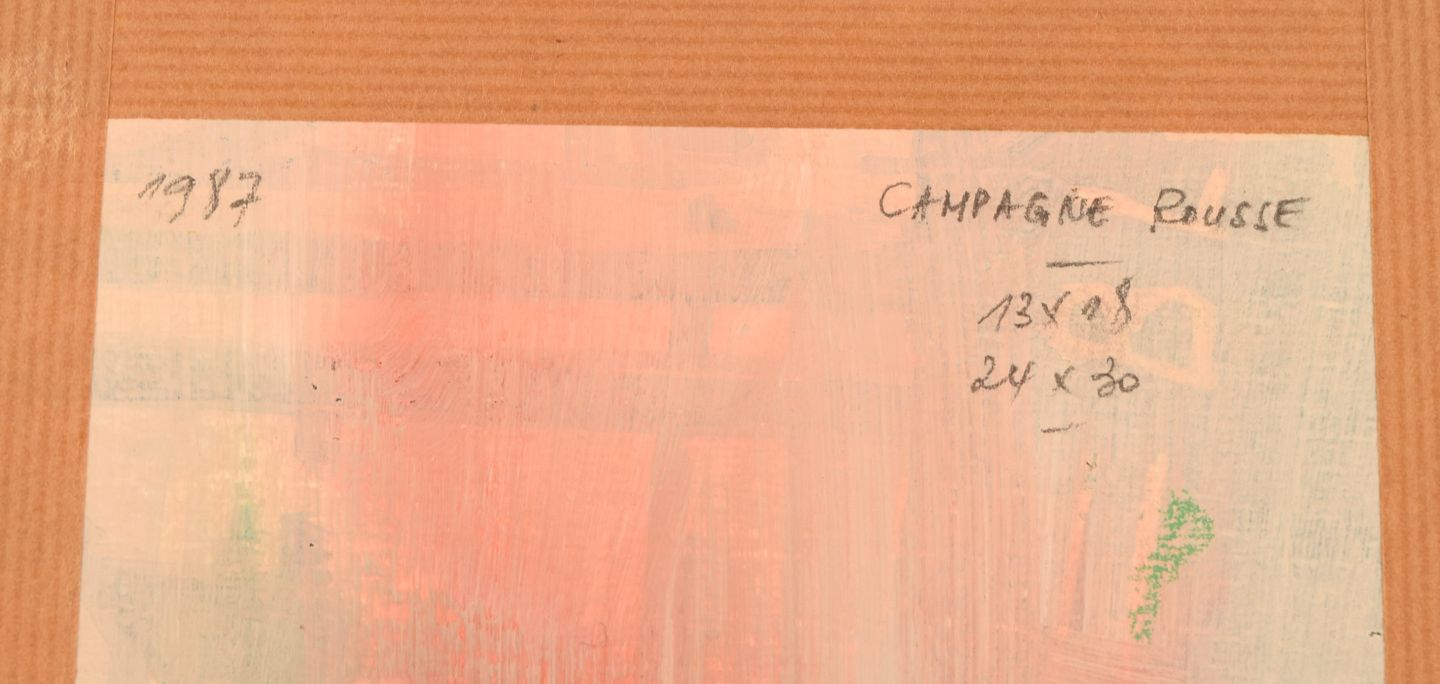 1987
CAMPAGNE ROUSSE
13 x 18
24 x 30